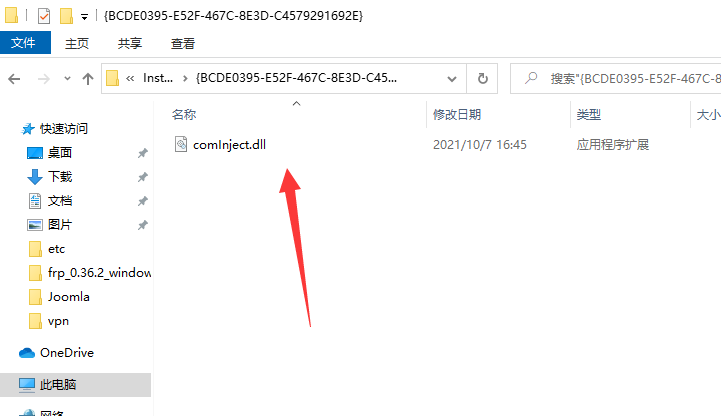 {BCDE0395-E52F-467C-8E3D-C4579291692E}
文件 主页 共享 查看
« Inst... › {BCDE0395-E52F-467C-8E3D-C45... 搜索"{BCDE0395-E52F-467C-8
名称 修改日期 类型 大小
快速访问
comInject.dll 2021/10/7 16:45 应用程序扩展
桌面
下载
文档
图片
etc
frp_0.36.2_window
Joomla
vpn
OneDrive
此电脑
网络